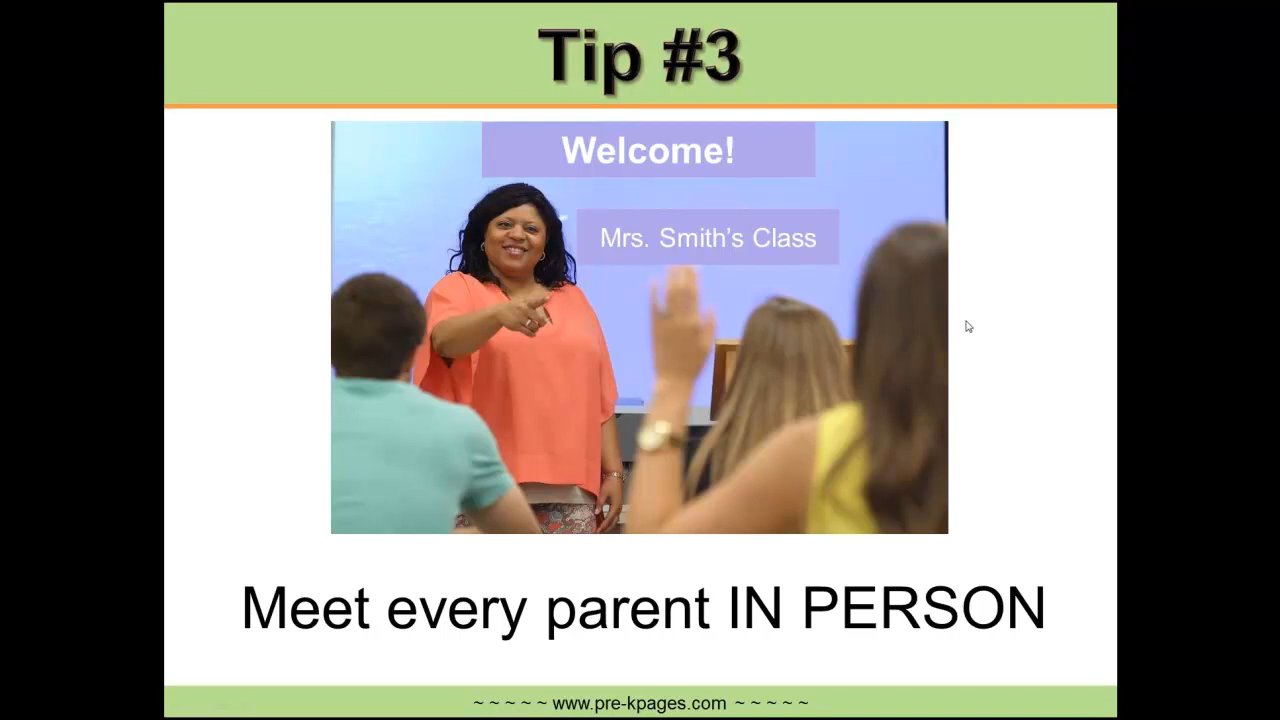 Tip #3
Welcome!
Mrs. Smith's Class
Meet every parent IN PERSON
~ ~ ~ ~ ~ www.pre-kpages.com ~ ~ ~ ~ ~